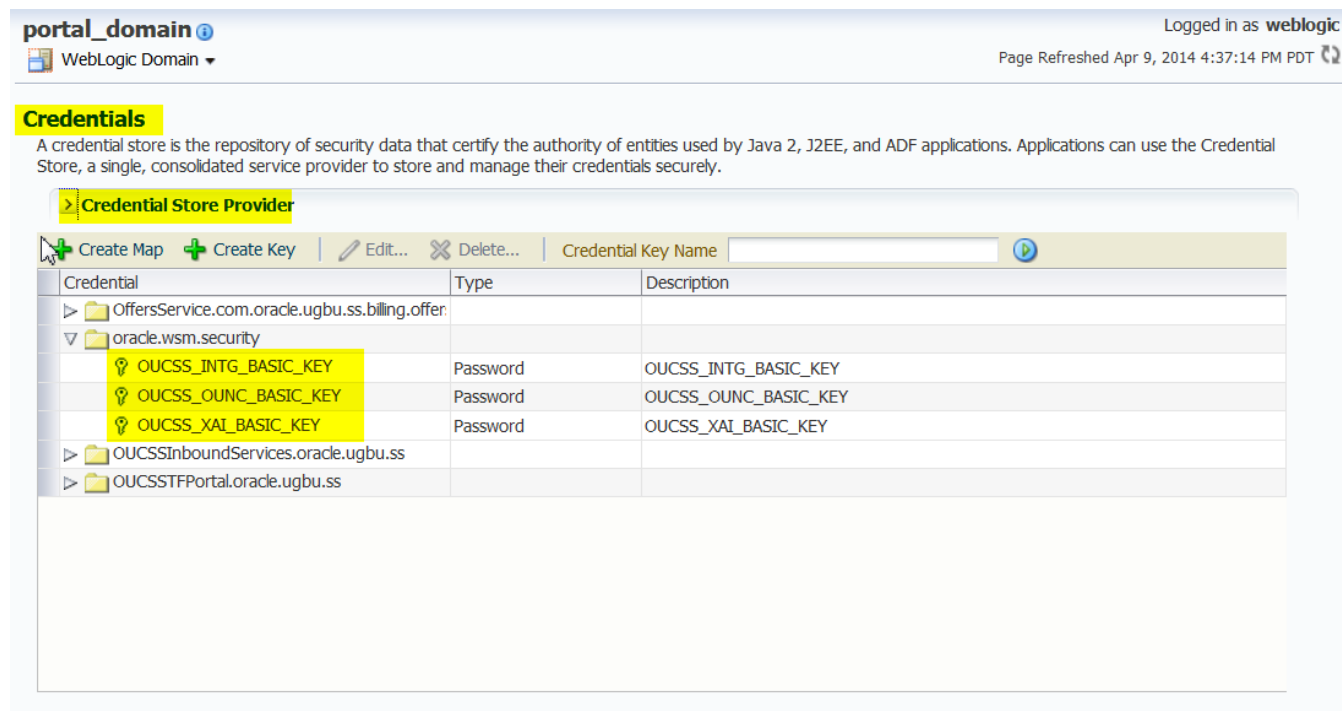 portal_domain
Logged in as weblogic
WebLogic Domain
Page Refreshed Apr 9, 2014 4:37:14 PM PDT
Credentials
A credential store is the repository of security data that certify the authority of entities used by Java 2, J2EE, and ADF applications. Applications can use the Credential
Store, a single, consolidated service provider to store and manage their credentials securely.
Credential Store Provider
Create Map Create Key Edit... Delete... Credential Key Name
Credential Type Description
OffersService.com.oracle.ugbu.ss.billing.offer
oracle.wsm.security
OUCSS_INTG_BASIC_KEY Password OUCSS_INTG_BASIC_KEY
OUCSS_OUNC_BASIC_KEY Password OUCSS_OUNC_BASIC_KEY
OUCSS_XAI_BASIC_KEY Password OUCSS_XAI_BASIC_KEY
OUCSSInboundServices.oracle.ugbu.ss
OUCSSTFPortal.oracle.ugbu.ss